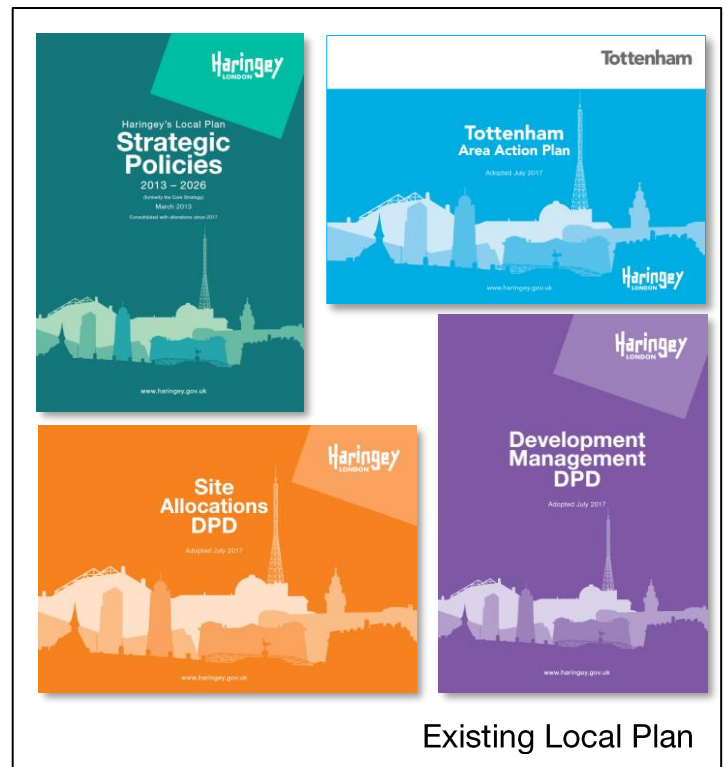 Haringey
LONDON
Haringey's Local Plan
Strategic
Policies
2013 – 2026
(formerly the Core Strategy)
March 2013
Consolidated with alterations since 2017
www.haringey.gov.uk
Tottenham
Tottenham
Area Action Plan
Adopted July 2017
www.haringey.gov.uk
Haringey
LONDON
Haringey
LONDON
Site
Allocations
DPD
Adopted July 2017
www.haringey.gov.uk
Haringey
LONDON
Development
Management
DPD
Adopted July 2017
www.haringey.gov.uk
Existing Local Plan